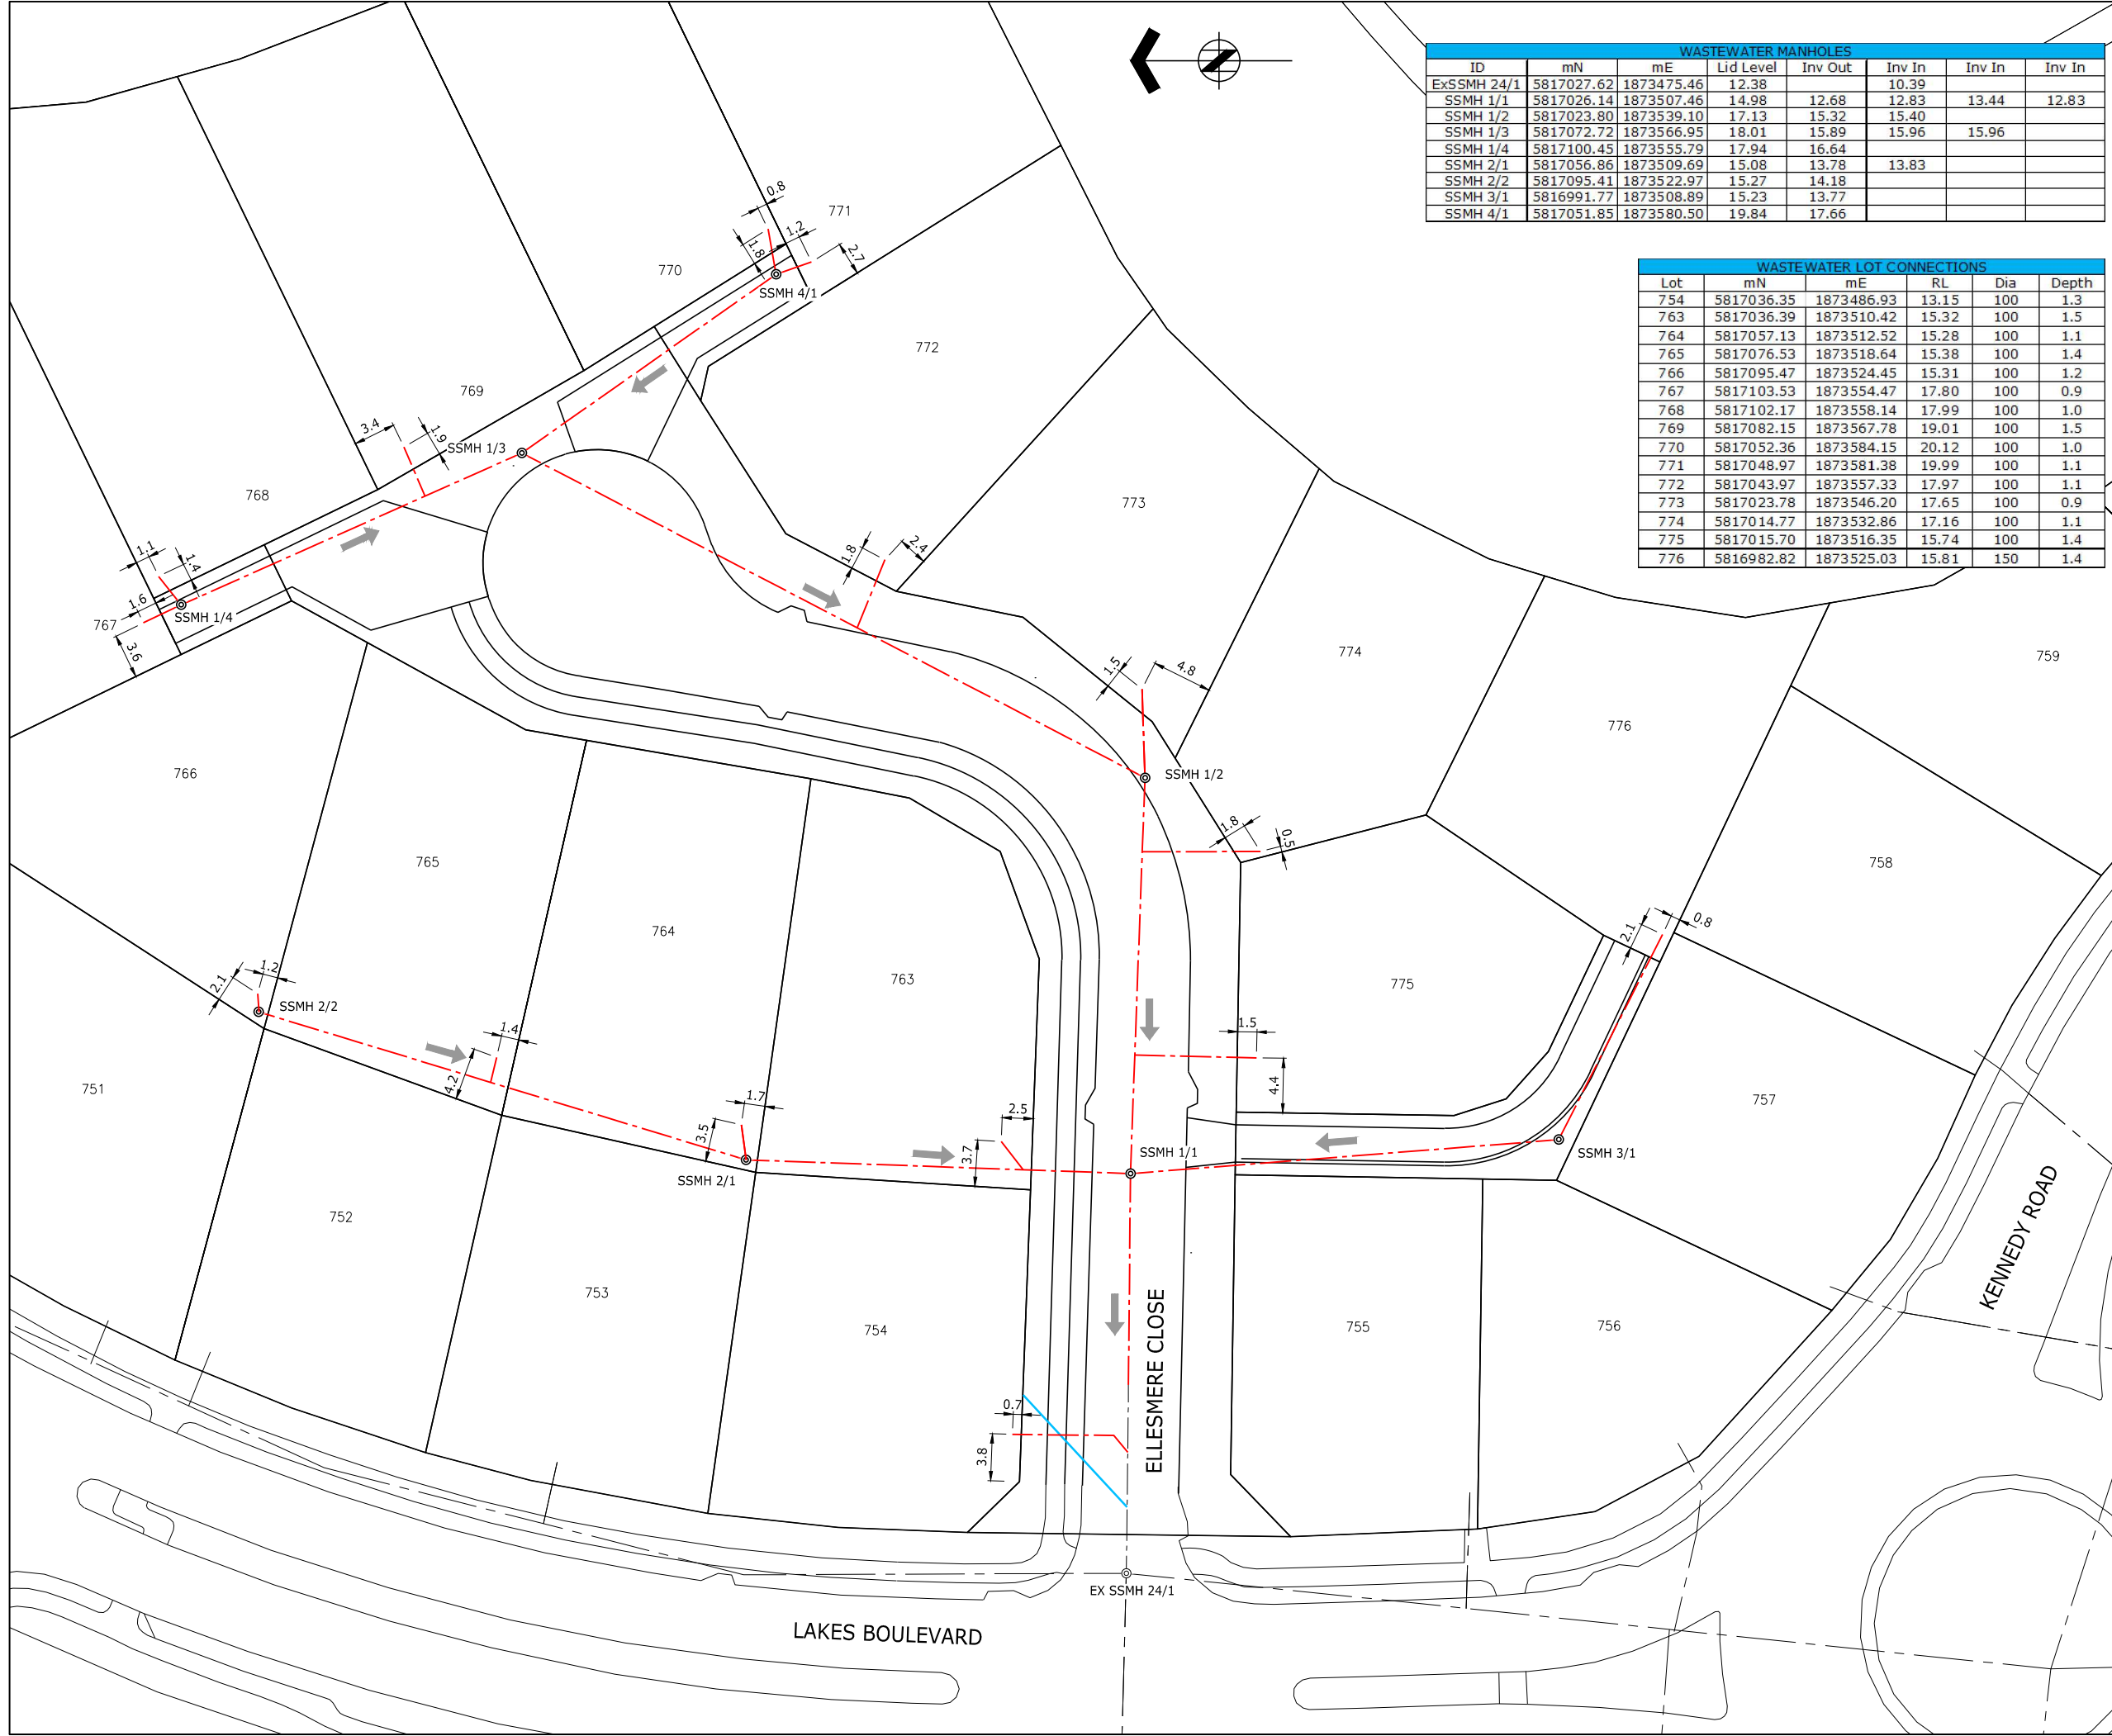 WASTEWATER MANHOLES
ID mN mE Lid Level Inv Out Inv In Inv In Inv In
ExSSMH 24/1 5817027.62 1873475.46 12.38 10.39
SSMH 1/1 5817026.14 1873507.46 14.98 12.68 12.83 13.44 12.83
SSMH 1/2 5817023.80 1873539.10 17.13 15.32 15.40
SSMH 1/3 5817072.72 1873566.95 18.01 15.89 15.96 15.96
SSMH 1/4 5817100.45 1873555.79 17.94 16.64
SSMH 2/1 5817056.86 1873509.69 15.08 13.78 13.83
SSMH 2/2 5817095.41 1873522.97 15.27 14.18
SSMH 3/1 5816991.77 1873508.89 15.23 13.77
SSMH 4/1 5817051.85 1873580.50 19.84 17.66
WASTEWATER LOT CONNECTIONS
Lot mN mE RL Dia Depth
754 5817036.35 1873486.93 13.15 100 1.3
763 5817036.39 1873510.42 15.32 100 1.5
764 5817057.13 1873512.52 15.28 100 1.1
765 5817076.53 1873518.64 15.38 100 1.4
766 5817095.47 1873524.45 15.31 100 1.2
767 5817103.53 1873554.47 17.80 100 0.9
768 5817102.17 1873558.14 17.99 100 1.0
769 5817082.15 1873567.78 19.01 100 1.5
770 5817052.36 1873584.15 20.12 100 1.0
771 5817048.97 1873581.38 19.99 100 1.1
772 5817043.97 1873557.33 17.97 100 1.1
773 5817023.78 1873546.20 17.65 100 0.9
774 5817014.77 1873532.86 17.16 100 1.1
775 5817015.70 1873516.35 15.74 100 1.4
776 5816982.82 1873525.03 15.81 150 1.4
0.8
771
1.2
1.8
2.7
770
SSMH 4/1
772
769
3.4
1.9
SSMH 1/3
768
773
1.1
1.4
1.8
2.4
1.6
767
SSMH 1/4
3.6
774
759
1.5
4.8
776
766
SSMH 1/2
1.8
0.5
765
758
764
2.1
0.8
763
775
2.1
1.2
SSMH 2/2
1.4
1.5
4.2
4.4
751
1.7
757
2.5
3.5
3.7
SSMH 1/1
SSMH 3/1
SSMH 2/1
752
753
754
755
756
KENNEDY ROAD
ELLESMERE CLOSE
0.7
3.8
EX SSMH 24/1
LAKES BOULEVARD